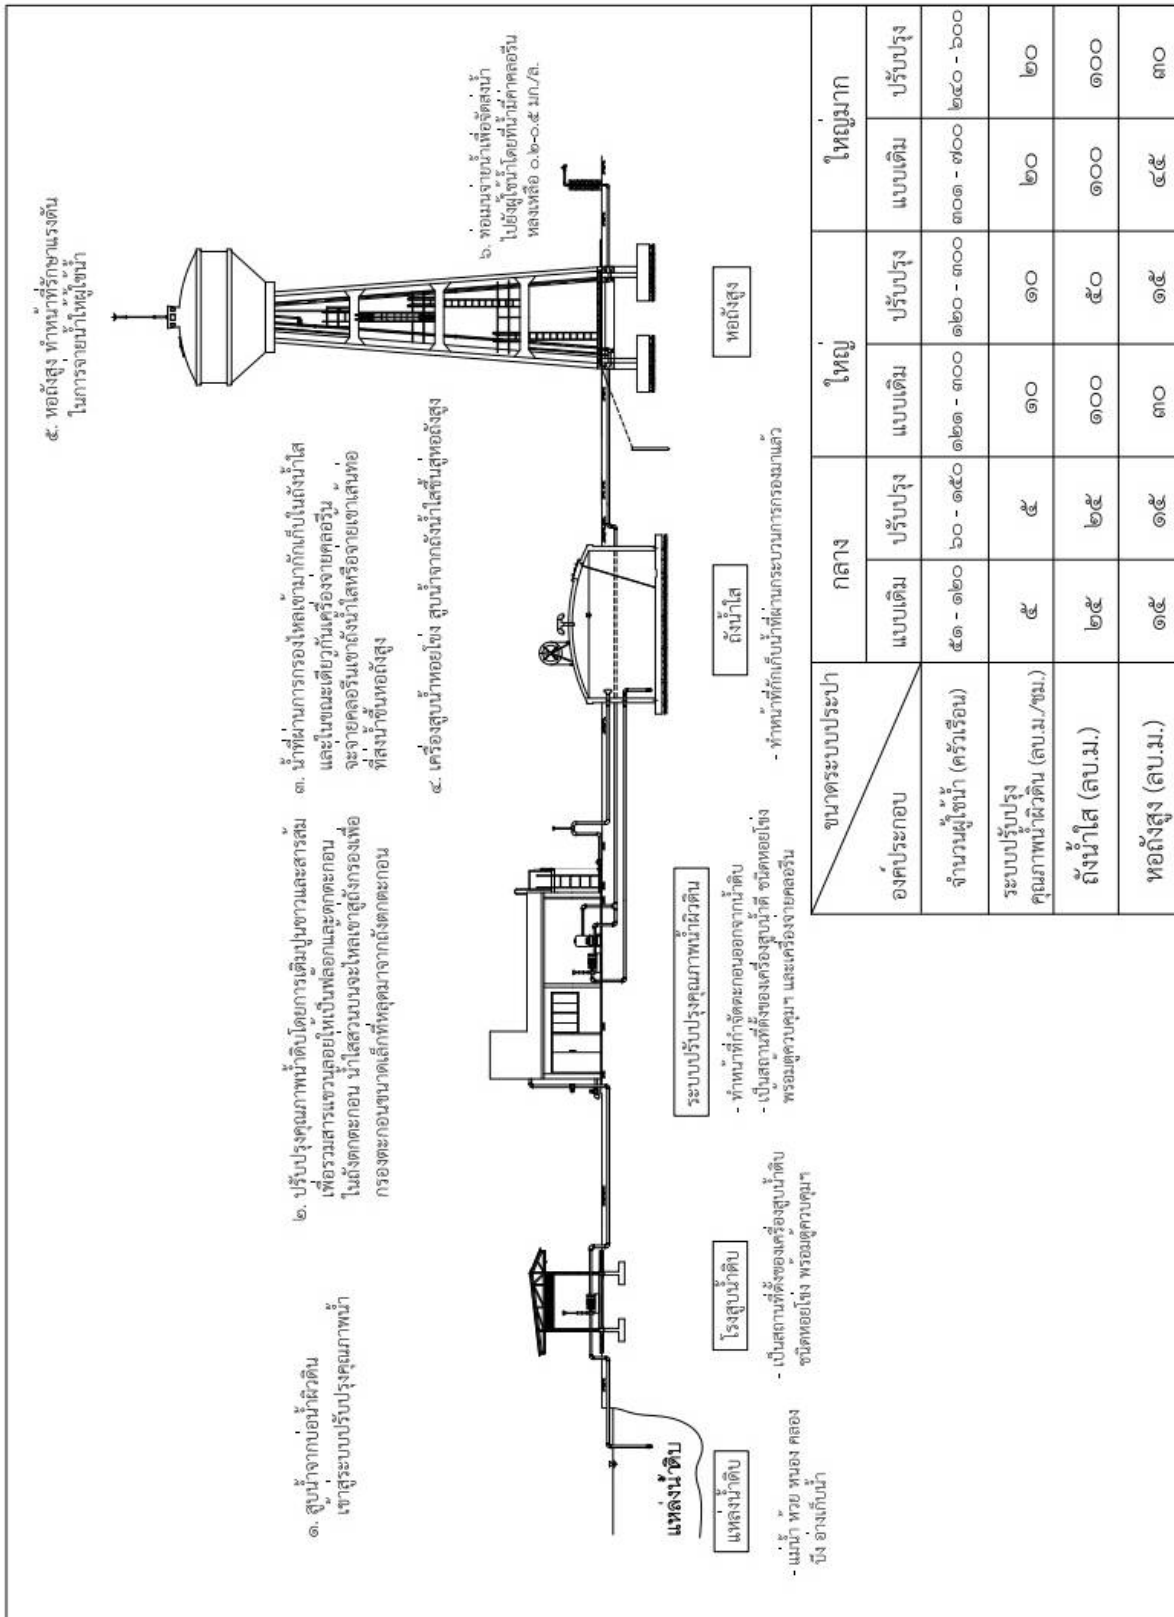 ๑. สูบน้ำจากบ่อน้ำผิวดิน
เข้าสู่ระบบปรับปรุงคุณภาพน้ำ
๒. ปรับปรุงคุณภาพน้ำดิบโดยการเติมปูนขาวและสารส้ม
เพื่อรวมสารแขวนลอยให้เป็นฟล็อกและตกตะกอน
ในถังตกตะกอน น้ำใสส่วนบนจะไหลเข้าสู่ถังกรองเพื่อ
กรองตะกอนขนาดเล็กที่หลุดมาจากถังตกตะกอน
๓. น้ำที่ผ่านการกรองไหลเข้ามากักเก็บในถังน้ำใส
และในขณะเดียวกันเครื่องจ่ายคลอรีน
จะจ่ายคลอรีนเข้าถังน้ำใสหรือจ่ายเข้าเส้นท่อ
ที่ส่งน้ำขึ้นหอถังสูง
๔. เครื่องสูบน้ำหอยโข่ง สูบน้ำจากถังน้ำใสขึ้นสู่หอถังสูง
๕. หอถังสูง ทำหน้าที่รักษาแรงดัน
ในการจ่ายน้ำให้ผู้ใช้น้ำ
๖. ท่อเมนจ่ายน้ำเพื่อจัดส่งน้ำ
ไปยังผู้ใช้น้ำโดยที่น้ำมีค่าคลอรีน
หลงเหลือ ๐.๒-๐.๕ มก./ล.
แหล่งน้ำดิบ
แหล่งน้ำดิบ
- แม่น้ำ ห้วย หนอง คลอง
บึง อ่างเก็บน้ำ
โรงสูบน้ำดิบ
- เป็นสถานที่ตั้งของเครื่องสูบน้ำดิบ
ชนิดหอยโข่ง พร้อมตู้ควบคุมฯ
ระบบปรับปรุงคุณภาพน้ำผิวดิน
- ทำหน้าที่กำจัดตะกอนออกจากน้ำดิบ
- เป็นสถานที่ตั้งของเครื่องสูบน้ำดี ชนิดหอยโข่ง
พร้อมตู้ควบคุมฯ และเครื่องจ่ายคลอรีน
ถังน้ำใส
- ทำหน้าที่กักเก็บน้ำที่ผ่านกระบวนการกรองมาแล้ว
หอถังสูง
ขนาดระบบประปา กลาง ใหญ่ ใหญ่มาก
องค์ประกอบ แบบเดิม ปรับปรุง แบบเดิม ปรับปรุง แบบเดิม ปรับปรุง
จำนวนผู้ใช้น้ำ (ครัวเรือน) ๕๑ - ๑๒๐ ๖๐ - ๑๕๐ ๑๒๑ - ๓๐๐ ๑๒๐ - ๓๐๐ ๓๐๑ - ๗๐๐ ๒๔๐ - ๖๐๐
ระบบปรับปรุง
คุณภาพน้ำผิวดิน (ลบ.ม./ชม.) ๕ ๕ ๑๐ ๑๐ ๒๐ ๒๐
ถังน้ำใส (ลบ.ม.) ๒๕ ๒๕ ๑๐๐ ๕๐ ๑๐๐ ๑๐๐
หอถังสูง (ลบ.ม.) ๑๕ ๑๕ ๓๐ ๑๕ ๔๕ ๓๐